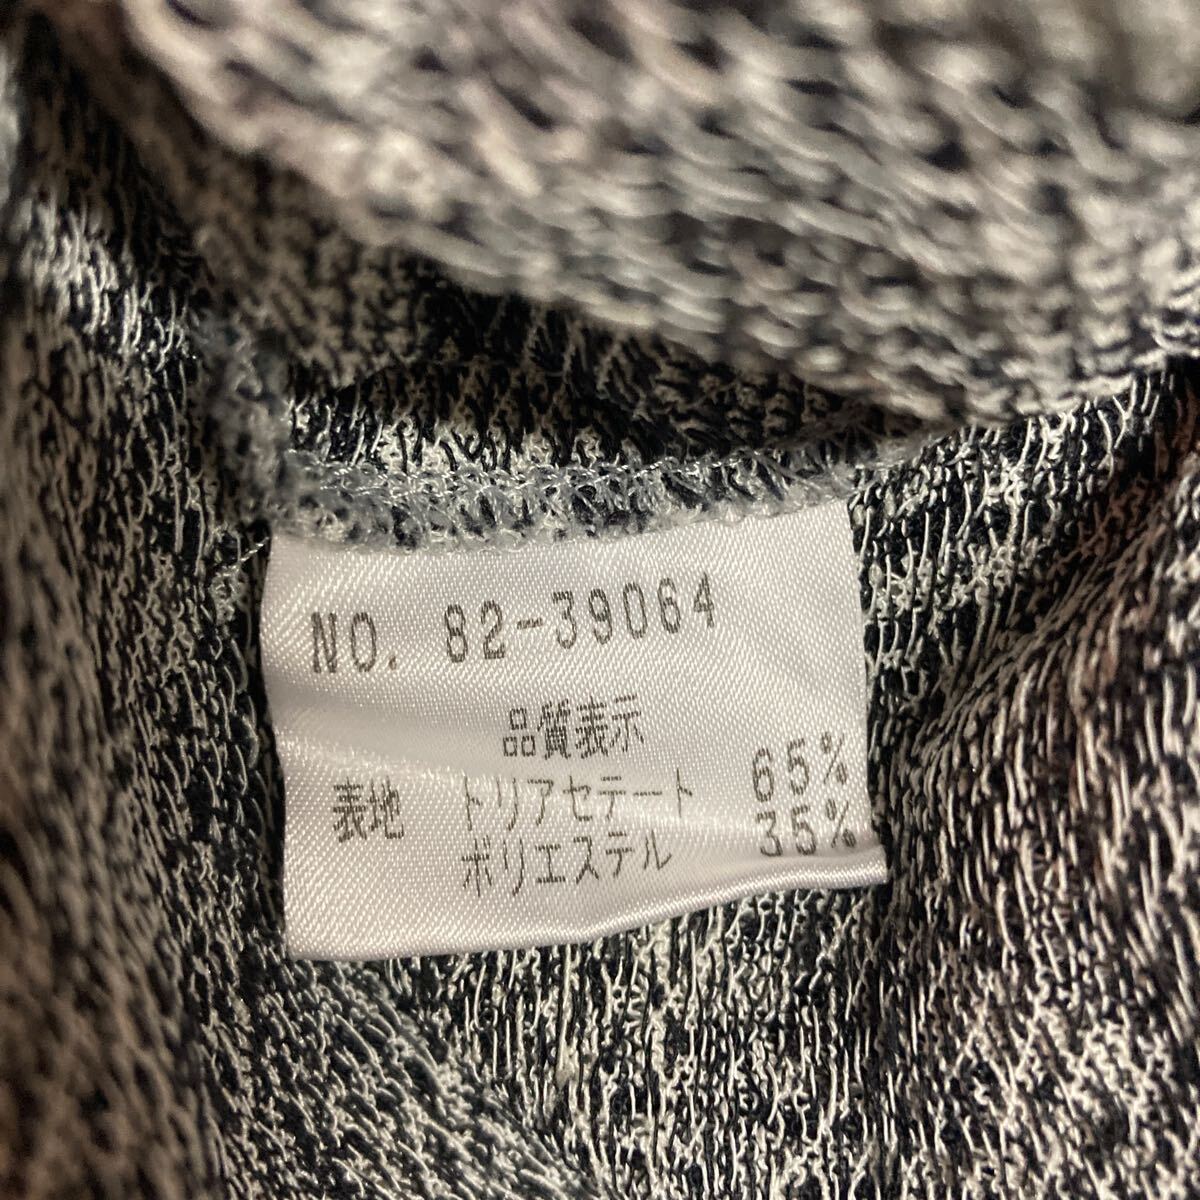 NO. 82-39064
品質表示
表地 トリアセテート 65%
ポリエステル 35%